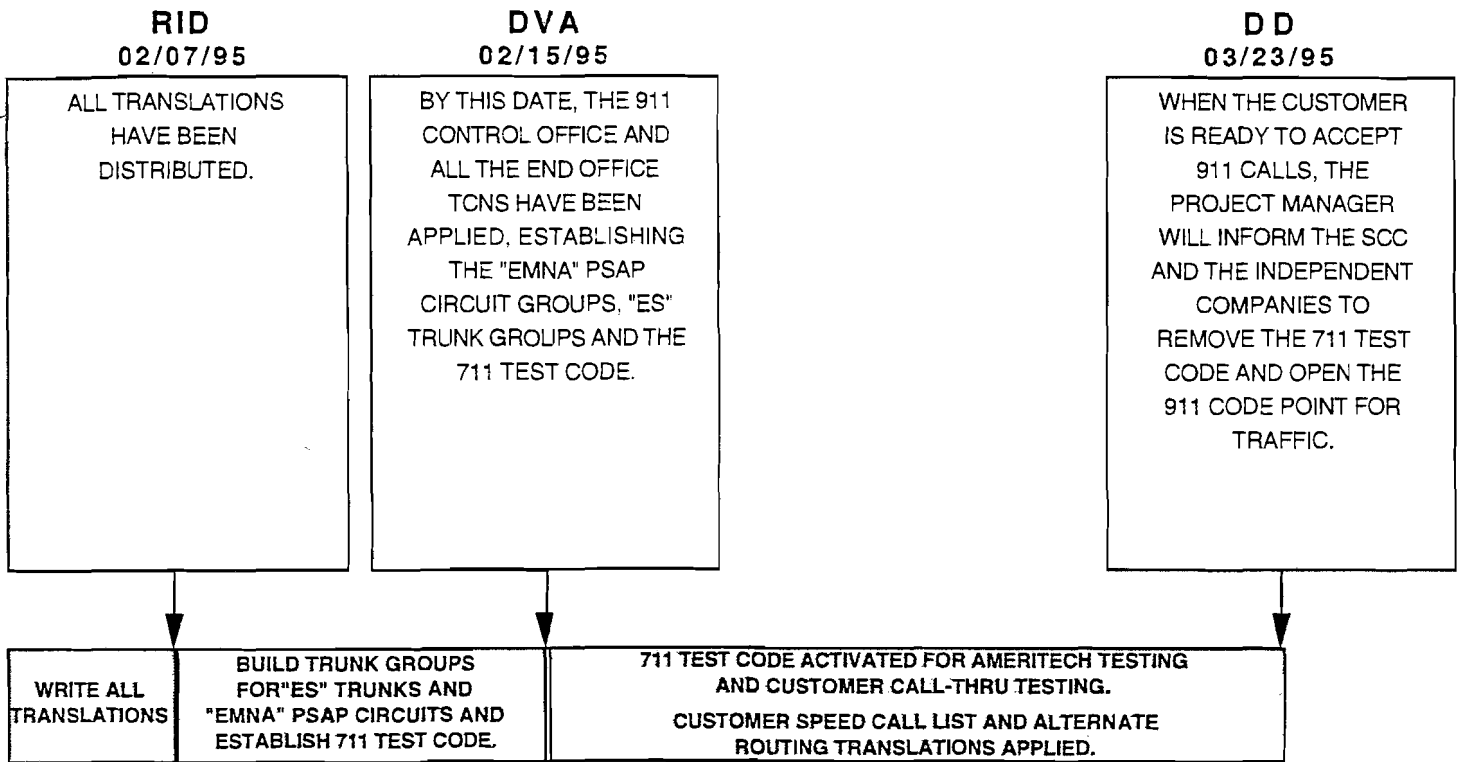 RID
02/07/95
ALL TRANSLATIONS
HAVE BEEN
DISTRIBUTED.
DVA
02/15/95
BY THIS DATE, THE 911
CONTROL OFFICE AND
ALL THE END OFFICE
TCNS HAVE BEEN
APPLIED, ESTABLISHING
THE "EMNA" PSAP
CIRCUIT GROUPS, "ES"
TRUNK GROUPS AND THE
711 TEST CODE.
DD
03/23/95
WHEN THE CUSTOMER
IS READY TO ACCEPT
911 CALLS, THE
PROJECT MANAGER
WILL INFORM THE SCC
AND THE INDEPENDENT
COMPANIES TO
REMOVE THE 711 TEST
CODE AND OPEN THE
911 CODE POINT FOR
TRAFFIC.
WRITE ALL
TRANSLATIONS
BUILD TRUNK GROUPS
FOR"ES" TRUNKS AND
"EMNA" PSAP CIRCUITS AND
ESTABLISH 711 TEST CODE.
711 TEST CODE ACTIVATED FOR AMERITECH TESTING
AND CUSTOMER CALL-THRU TESTING.
CUSTOMER SPEED CALL LIST AND ALTERNATE
ROUTING TRANSLATIONS APPLIED.